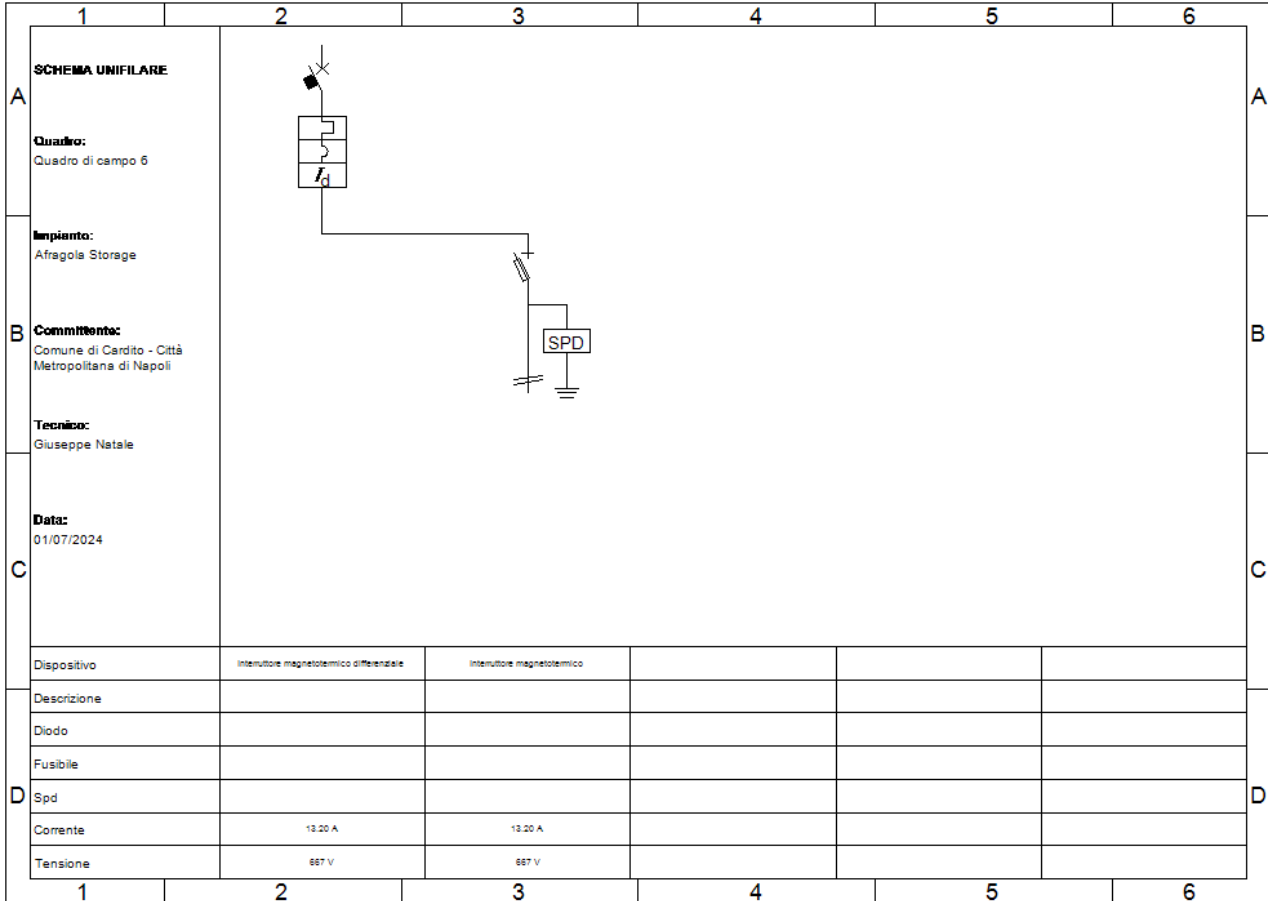 1 2 3 4 5 6
A A
SCHEMA UNIFILARE
Quadro:
Quadro di campo 6
Id
Impianto:
Afragola Storage
B B
Committente:
Comune di Cardito - Città
Metropolitana di Napoli
SPD
Tecnico:
Giuseppe Natale
Data:
01/07/2024
C C
Dispositivo Interruttore magnetotermico differenziale Interruttore magnetotermico
Descrizione
Diodo
Fusibile
D D
Spd
Corrente 13.20 A 13.20 A
Tensione 667 V 667 V
1 2 3 4 5 6